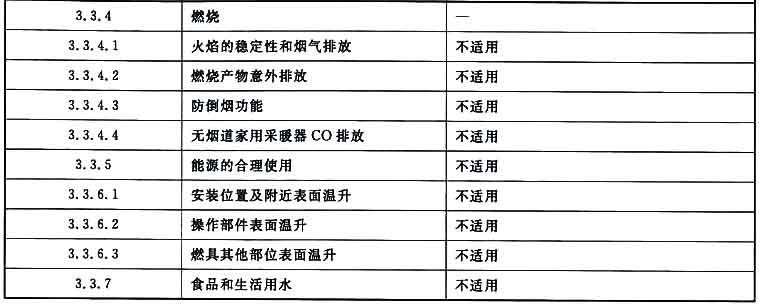 3.3.4 燃烧 —
3.3.4.1 火焰的稳定性和烟气排放 不适用
3.3.4.2 燃烧产物意外排放 不适用
3.3.4.3 防倒烟功能 不适用
3.3.4.4 无烟道家用采暖器CO排放 不适用
3.3.5 能源的合理使用 不适用
3.3.6.1 安装位置及附近表面温升 不适用
3.3.6.2 操作部件表面温升 不适用
3.3.6.3 燃具其他部位表面温升 不适用
3.3.7 食品和生活用水 不适用